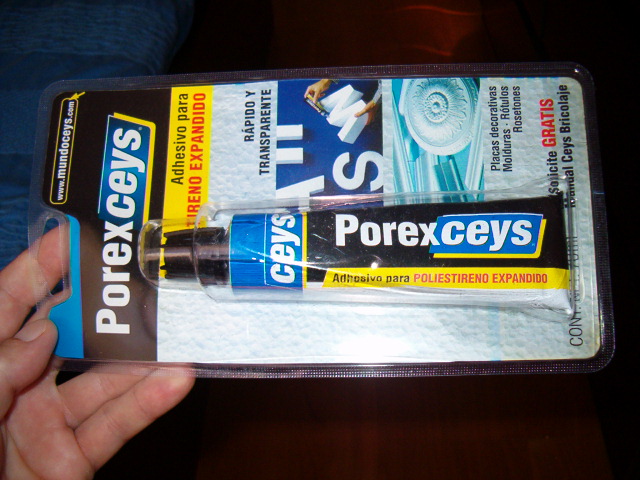 www.mundoceys.com
Porexceys
Adhesivo para
TIRENO EXPANDIDO
RÁPIDO Y
TRANSPARENTE
Placas decorativas
Molduras - Rótulos
Rosetones
Solicite GRATIS
Manual Ceys Bricolaje
ceys
Porexceys
Adhesivo para POLIESTIRENO EXPANDIDO